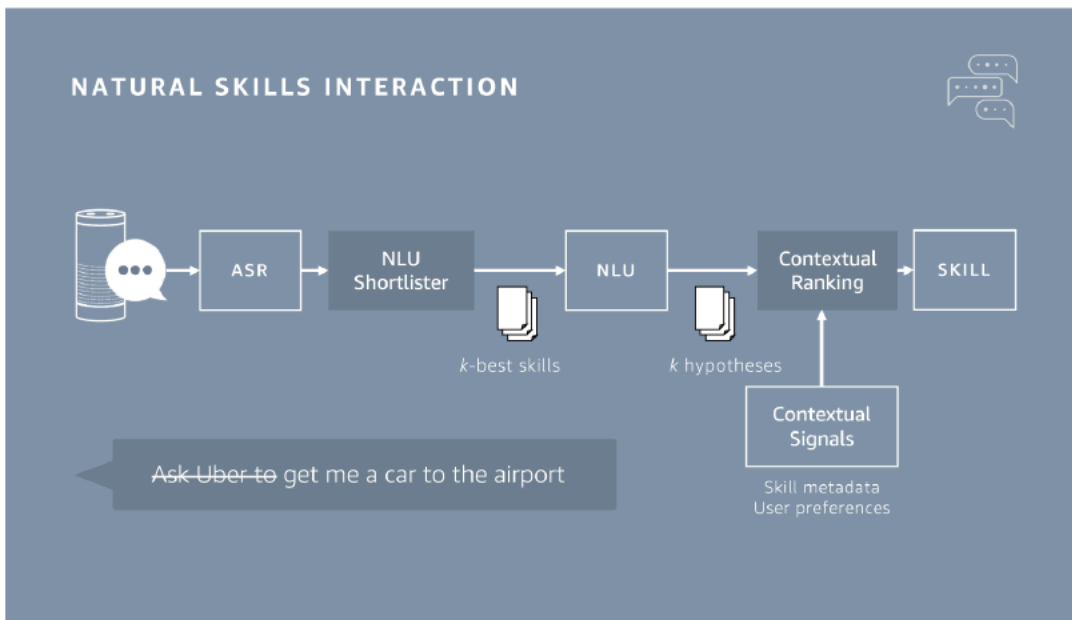 NATURAL SKILLS INTERACTION
ASR
NLU
Shortlister
k-best skills
NLU
k hypotheses
Contextual
Ranking
SKILL
Contextual
Signals
Skill metadata
User preferences
Ask Uber to get me a car to the airport